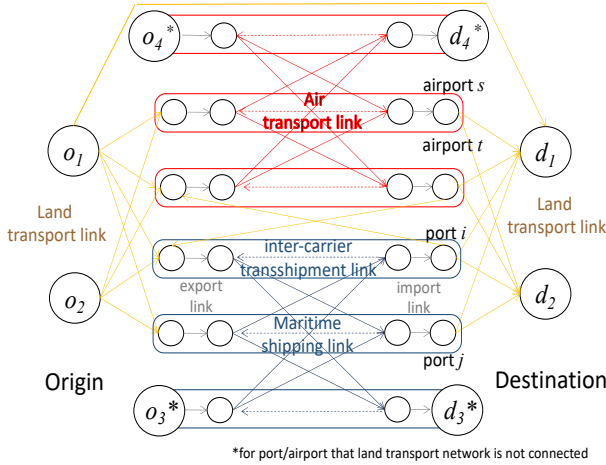 o4*
d4*
airport s
Air
transport link
airport t
o1
d1
Land
transport link
Land
transport link
port i
inter-carrier
transshipment link
export
link
import
link
o2
d2
Maritime
shipping link
port j
Origin
Destination
o3*
d3*
*for port/airport that land transport network is not connected